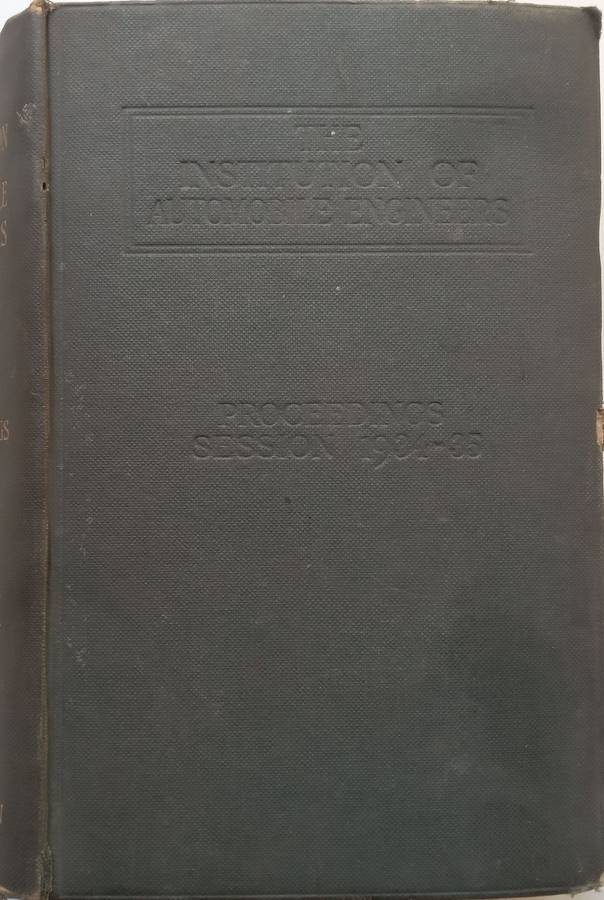 THE
INSTITUTION OF
AUTOMOBILE ENGINEERS
PROCEEDINGS
SESSION 1934-35